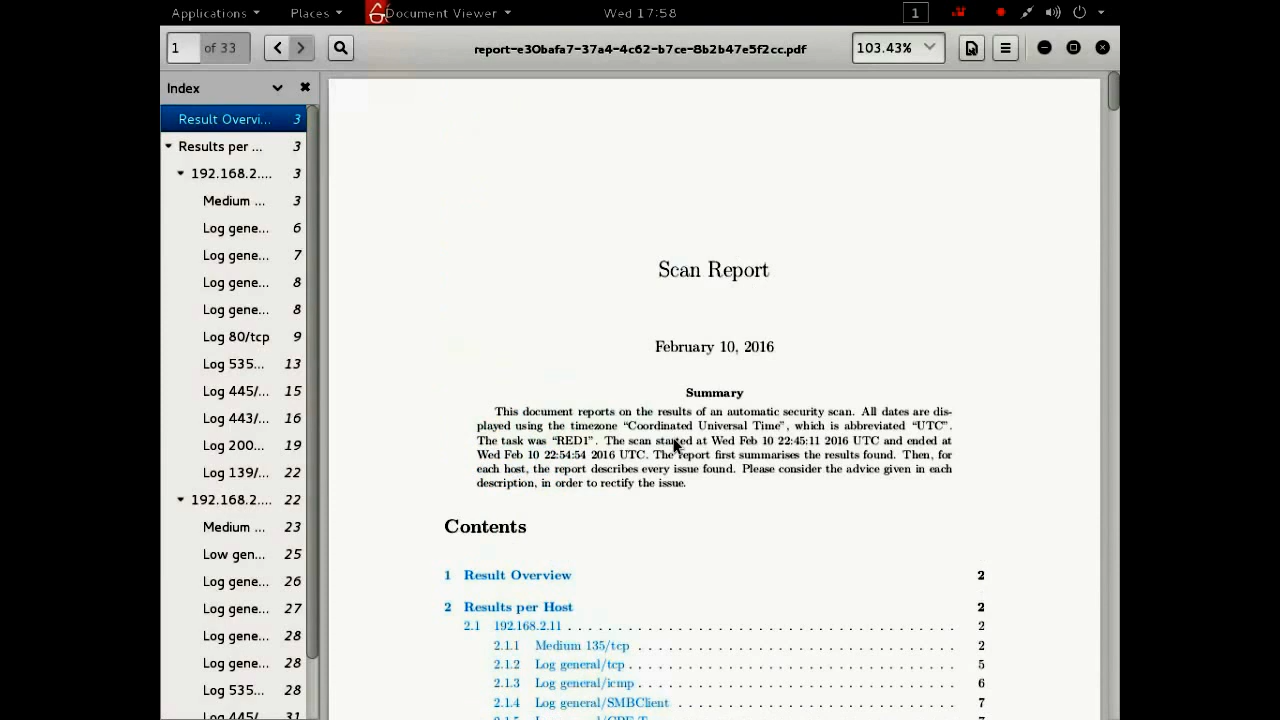 Applications Places Document Viewer Wed 17:58 1
1 of 33 report-e30bafa7-37a4-4c62-b7ce-8b2b47e5f2cc.pdf 103.43%
Index
Result Overvi... 3
Results per ... 3
192.168.2.... 3
Medium ... 3
Log gene... 6
Log gene... 7
Log gene... 8
Log gene... 8
Log 80/tcp 9
Log 535... 13
Log 445/... 15
Log 443/... 16
Log 200... 19
Log 139/... 22
192.168.2.... 22
Medium ... 23
Low gen... 25
Log gene... 26
Log gene... 27
Log gene... 28
Log gene... 28
Log 535... 28
Log 445/... 31
Scan Report
February 10, 2016
Summary
This document reports on the results of an automatic security scan. All dates are dis-
played using the timezone “Coordinated Universal Time”, which is abbreviated “UTC”.
The task was “RED1”. The scan started at Wed Feb 10 22:45:11 2016 UTC and ended at
Wed Feb 10 22:54:54 2016 UTC. The report first summarises the results found. Then, for
each host, the report describes every issue found. Please consider the advice given in each
description, in order to rectify the issue.
Contents
1 Result Overview 2
2 Results per Host 2
2.1 192.168.2.11 . . . . . . . . . . . . . . . . . . . . . . . . . . . . . . 2
2.1.1 Medium 135/tcp . . . . . . . . . . . . . . . . . . . . . . . . . 2
2.1.2 Log general/tcp . . . . . . . . . . . . . . . . . . . . . . . . . 5
2.1.3 Log general/icmp . . . . . . . . . . . . . . . . . . . . . . . . . 6
2.1.4 Log general/SMBClient . . . . . . . . . . . . . . . . . . . . . . 7